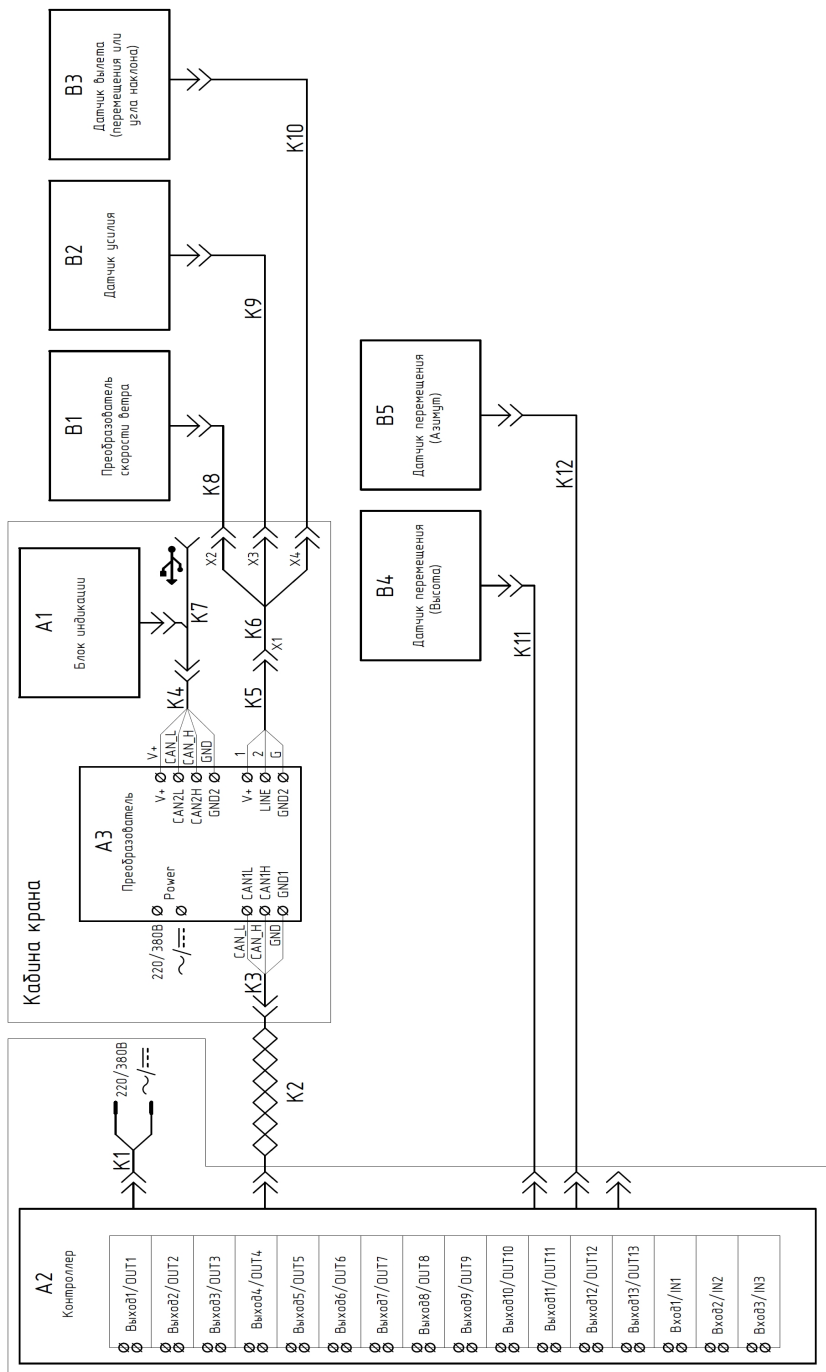 Кабина крана
A1
Блок индикации
A3
Преобразователь
220/380В
Power
V+
CAN2L
CAN2H
GND2
V+
CAN_L
CAN_H
GND
K4
K7
CAN_L
CAN_H
GND
CAN1L
CAN1H
GND1
K3
V+
LINE
GND2
1
2
G
K5
X1
K6
X2
X3
X4
B1
Преобразователь
скорости ветра
K8
B2
Датчик усилия
K9
B3
Датчик вылета
(перемещения или
угла наклона)
K10
B4
Датчик перемещения
(Высота)
K11
B5
Датчик перемещения
(Азимут)
K12
K1
220/380В
K2
A2
Контроллер
Выход1/OUT1
Выход2/OUT2
Выход3/OUT3
Выход4/OUT4
Выход5/OUT5
Выход6/OUT6
Выход7/OUT7
Выход8/OUT8
Выход9/OUT9
Выход10/OUT10
Выход11/OUT11
Выход12/OUT12
Выход13/OUT13
Вход1/IN1
Вход2/IN2
Вход3/IN3